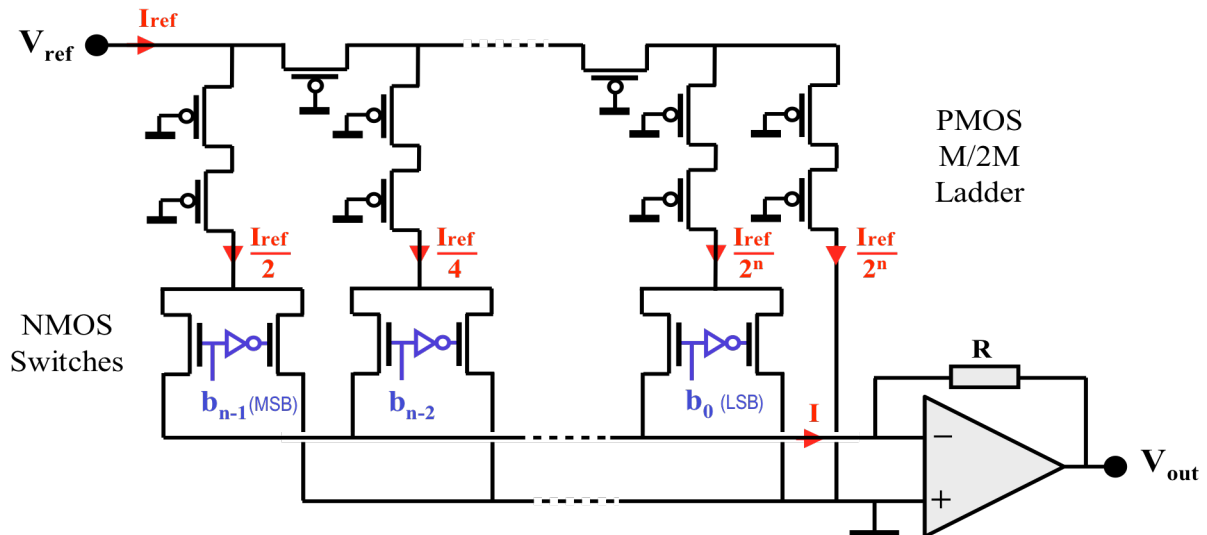 Iref
Vref
PMOS
M/2M
Ladder
Iref
2
Iref
4
Iref
2n
Iref
2n
NMOS
Switches
bn-1 (MSB)
bn-2
b0 (LSB)
R
I
−
+
Vout